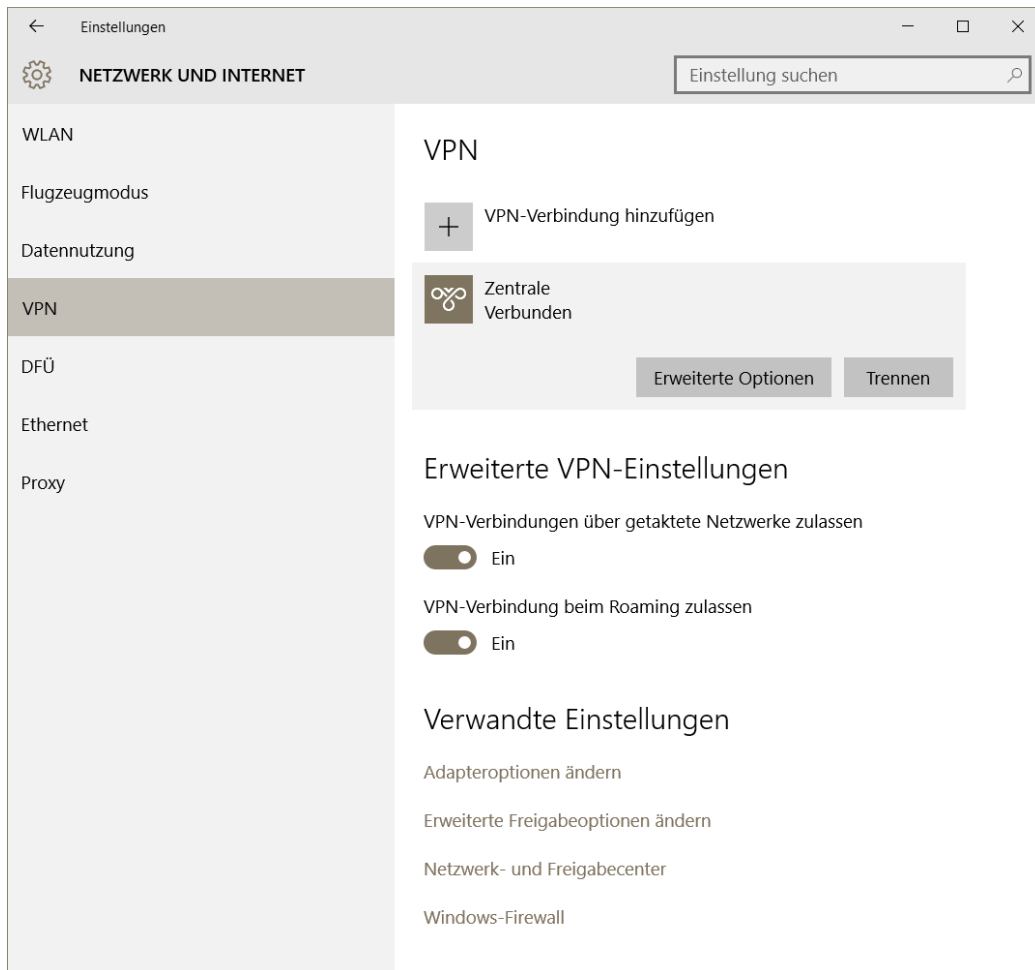 Einstellungen
NETZWERK UND INTERNET
Einstellung suchen
WLAN
Flugzeugmodus
Datennutzung
VPN
DFÜ
Ethernet
Proxy
VPN
VPN-Verbindung hinzufügen
Zentrale
Verbunden
Erweiterte Optionen
Trennen
Erweiterte VPN-Einstellungen
VPN-Verbindungen über getaktete Netzwerke zulassen
Ein
VPN-Verbindung beim Roaming zulassen
Ein
Verwandte Einstellungen
Adapteroptionen ändern
Erweiterte Freigabeoptionen ändern
Netzwerk- und Freigabecenter
Windows-Firewall